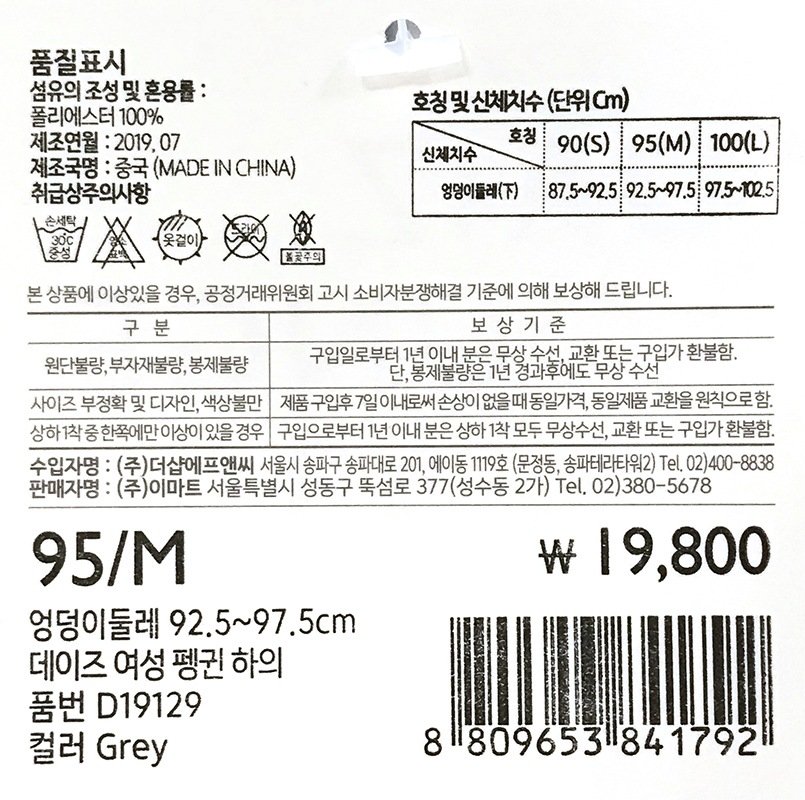 품질표시
섬유의 조성 및 혼용률 :
폴리에스터 100%
제조연월 : 2019, 07
제조국명 : 중국 (MADE IN CHINA)
취급상주의사항
손세탁
30℃
중성
염소
표백
옷걸이
드라이
불꽃주의
호칭 및 신체치수 (단위 Cm)
호칭
신체치수
90(S) 95(M) 100(L)
엉덩이둘레(下) 87.5~92.5 92.5~97.5 97.5~102.5
본 상품에 이상있을 경우, 공정거래위원회 고시 소비자분쟁해결 기준에 의해 보상해 드립니다.
구 분 보 상 기 준
원단불량, 부자재불량, 봉제불량 구입일로부터 1년 이내 분은 무상 수선, 교환 또는 구입가 환불함.
단, 봉제불량은 1년 경과후에도 무상 수선
사이즈 부정확 및 디자인, 색상불만 제품 구입후 7일 이내로써 손상이 없을 때 동일가격, 동일제품 교환을 원칙으로 함.
상하 1착 중 한쪽에만 이상이 있을 경우 구입으로부터 1년 이내 분은 상하 1착 모두 무상수선, 교환 또는 구입가 환불함.
수입자명 : (주)더샵에프앤씨 서울시 송파구 송파대로 201, 에이동 1119호 (문정동, 송파테라타워2) Tel. 02)400-8838
판매자명 : (주)이마트 서울특별시 성동구 뚝섬로 377(성수동 2가) Tel. 02)380-5678
95/M
₩ 19,800
엉덩이둘레 92.5~97.5cm
데이즈 여성 펭귄 하의
품번 D19129
컬러 Grey
8 809653 841792